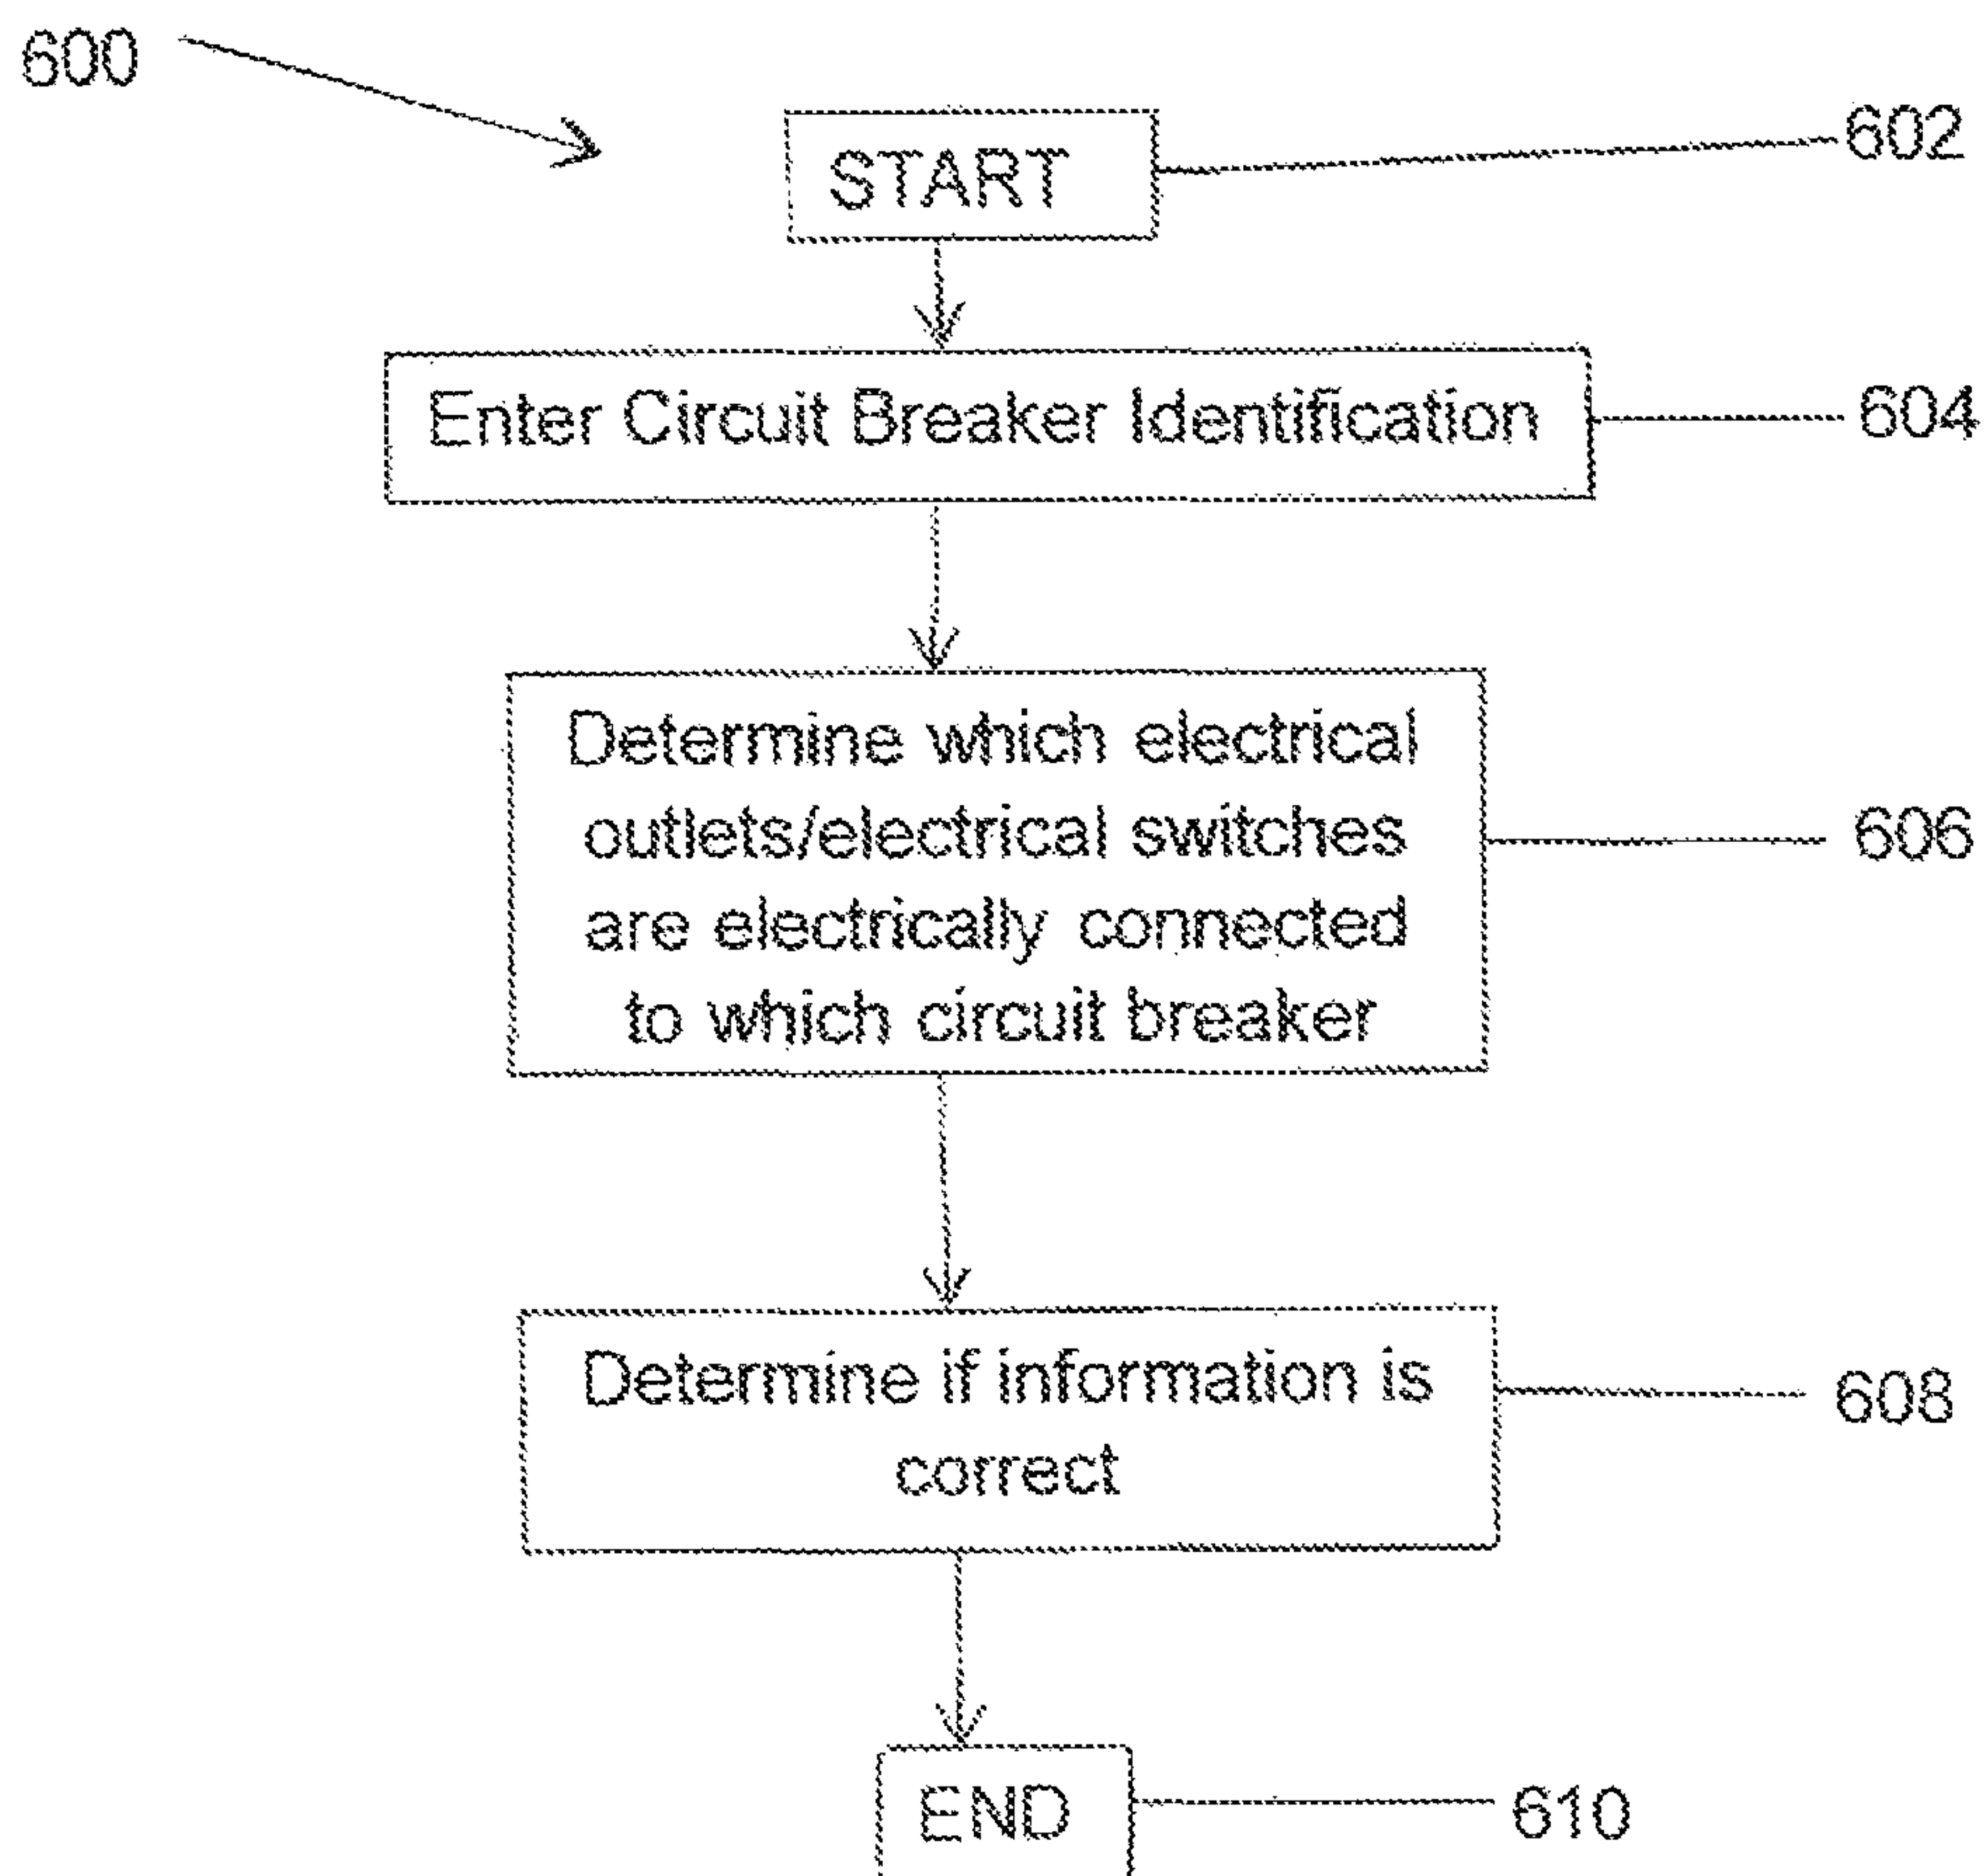 600
START
602
Enter Circuit Breaker Identification
604
Determine which electrical
outlets/electrical switches
are electrically connected
to which circuit breaker
606
Determine if information is
correct
608
END
610